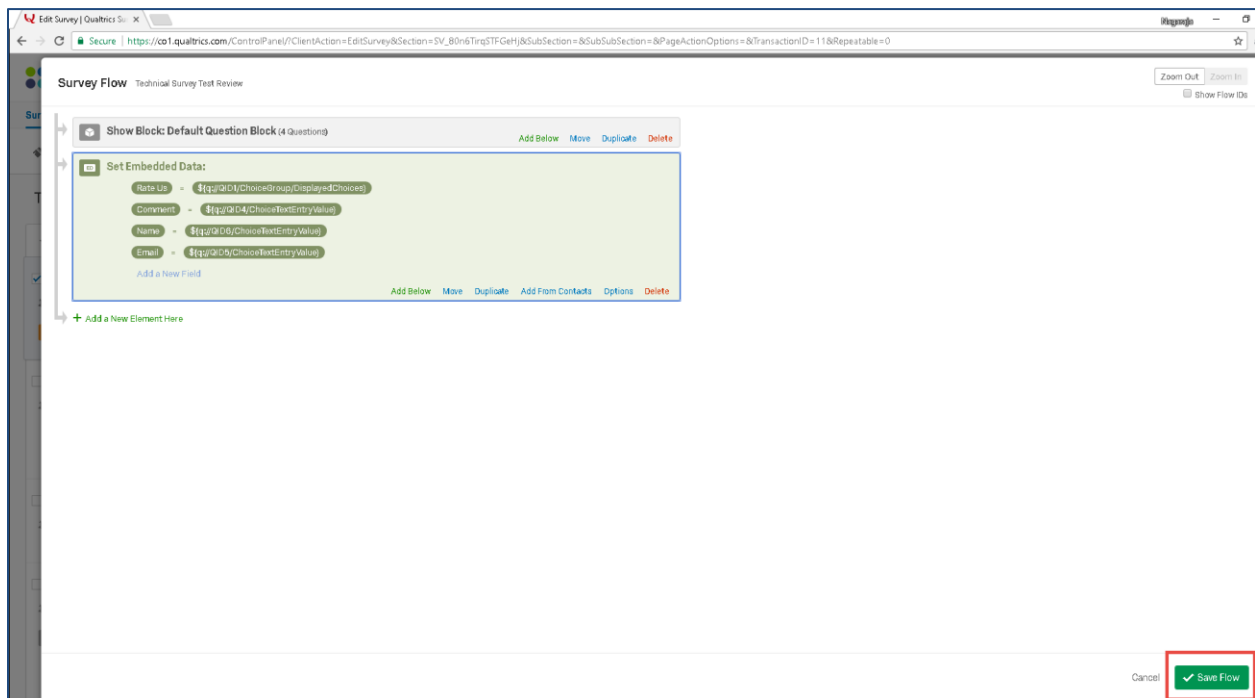 Edit Survey | Qualtrics Su
Secure | https://co1.qualtrics.com/ControlPanel/?ClientAction=EditSurvey&Section=SV_80n6TirqSTFGeHj&SubSection=&SubSubSection=&PageActionOptions=&TransactionID=11&Repeatable=0
Survey Flow Technical Survey Test Review
Zoom Out Zoom In
Show Flow IDs
Sur
Show Block: Default Question Block (4 Questions)
Add Below Move Duplicate Delete
Set Embedded Data:
Rate Us = ${q://QID1/ChoiceGroup/DisplayedChoices}
Comment = ${q://QID4/ChoiceTextEntryValue}
Name = ${q://QID6/ChoiceTextEntryValue}
Email = ${q://QID5/ChoiceTextEntryValue}
Add a New Field
Add Below Move Duplicate Add From Contacts Options Delete
+ Add a New Element Here
Cancel Save Flow